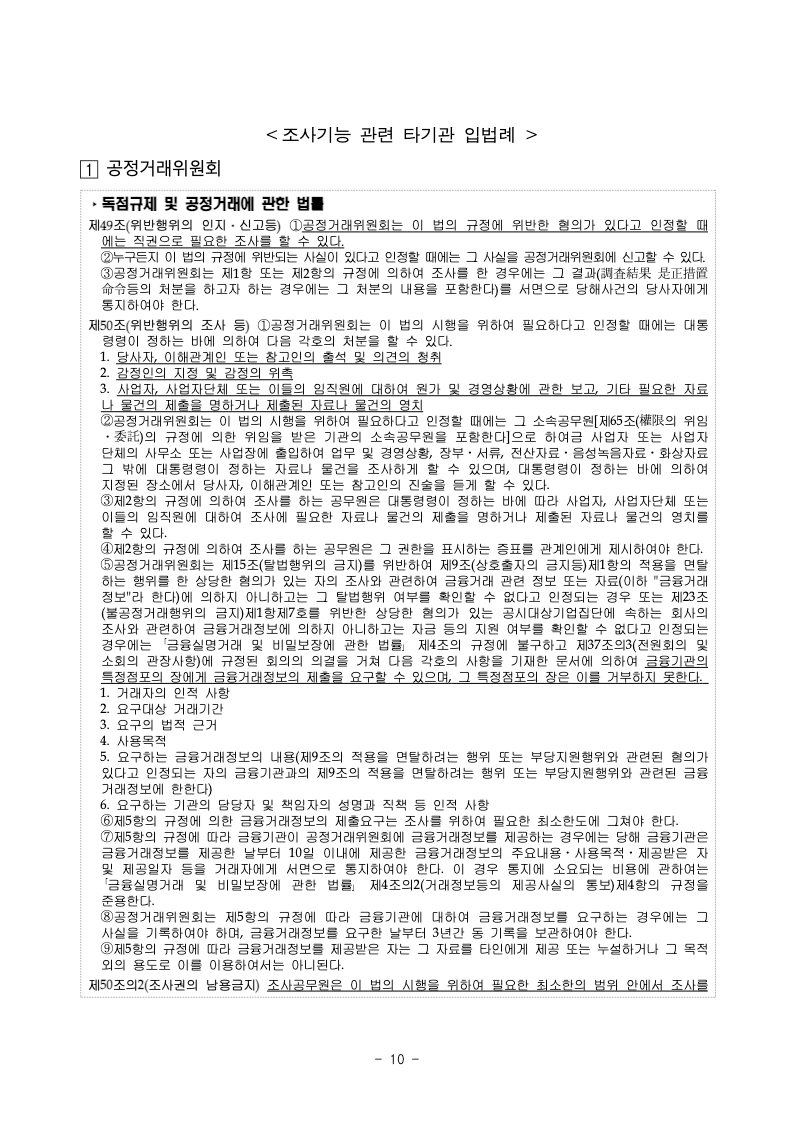 < 조사기능 관련 타기관 입법례 >
1 공정거래위원회
▸독점규제 및 공정거래에 관한 법률
제49조(위반행위의 인지·신고등) ①공정거래위원회는 이 법의 규정에 위반한 혐의가 있다고 인정할 때
에는 직권으로 필요한 조사를 할 수 있다.
②누구든지 이 법의 규정에 위반되는 사실이 있다고 인정할 때에는 그 사실을 공정거래위원회에 신고할 수 있다.
③공정거래위원회는 제1항 또는 제2항의 규정에 의하여 조사를 한 경우에는 그 결과(調査結果 是正措置
命令등의 처분을 하고자 하는 경우에는 그 처분의 내용을 포함한다)를 서면으로 당해사건의 당사자에게
통지하여야 한다.
제50조(위반행위의 조사 등) ①공정거래위원회는 이 법의 시행을 위하여 필요하다고 인정할 때에는 대통
령령이 정하는 바에 의하여 다음 각호의 처분을 할 수 있다.
1. 당사자, 이해관계인 또는 참고인의 출석 및 의견의 청취
2. 감정인의 지정 및 감정의 위촉
3. 사업자, 사업자단체 또는 이들의 임직원에 대하여 원가 및 경영상황에 관한 보고, 기타 필요한 자료
나 물건의 제출을 명하거나 제출된 자료나 물건의 영치
②공정거래위원회는 이 법의 시행을 위하여 필요하다고 인정할 때에는 그 소속공무원[제65조(權限의 위임
·委託)의 규정에 의한 위임을 받은 기관의 소속공무원을 포함한다]으로 하여금 사업자 또는 사업자
단체의 사무소 또는 사업장에 출입하여 업무 및 경영상황, 장부·서류, 전산자료·음성녹음자료·화상자료
그 밖에 대통령령이 정하는 자료나 물건을 조사하게 할 수 있으며, 대통령령이 정하는 바에 의하여
지정된 장소에서 당사자, 이해관계인 또는 참고인의 진술을 듣게 할 수 있다.
③제2항의 규정에 의하여 조사를 하는 공무원은 대통령령이 정하는 바에 따라 사업자, 사업자단체 또는
이들의 임직원에 대하여 조사에 필요한 자료나 물건의 제출을 명하거나 제출된 자료나 물건의 영치를
할 수 있다.
④제2항의 규정에 의하여 조사를 하는 공무원은 그 권한을 표시하는 증표를 관계인에게 제시하여야 한다.
⑤공정거래위원회는 제15조(탈법행위의 금지)를 위반하여 제9조(상호출자의 금지등)제1항의 적용을 면탈
하는 행위를 한 상당한 혐의가 있는 자의 조사와 관련하여 금융거래 관련 정보 또는 자료(이하 "금융거래
정보"라 한다)에 의하지 아니하고는 그 탈법행위 여부를 확인할 수 없다고 인정되는 경우 또는 제23조
(불공정거래행위의 금지)제1항제7호를 위반한 상당한 혐의가 있는 공시대상기업집단에 속하는 회사의
조사와 관련하여 금융거래정보에 의하지 아니하고는 자금 등의 지원 여부를 확인할 수 없다고 인정되는
경우에는 「금융실명거래 및 비밀보장에 관한 법률」 제4조의 규정에 불구하고 제37조의3(전원회의 및
소회의 관장사항)에 규정된 회의의 의결을 거쳐 다음 각호의 사항을 기재한 문서에 의하여 금융기관의
특정점포의 장에게 금융거래정보의 제출을 요구할 수 있으며, 그 특정점포의 장은 이를 거부하지 못한다.
1. 거래자의 인적 사항
2. 요구대상 거래기간
3. 요구의 법적 근거
4. 사용목적
5. 요구하는 금융거래정보의 내용(제9조의 적용을 면탈하려는 행위 또는 부당지원행위와 관련된 혐의가
있다고 인정되는 자의 금융기관과의 제9조의 적용을 면탈하려는 행위 또는 부당지원행위와 관련된 금융
거래정보에 한한다)
6. 요구하는 기관의 담당자 및 책임자의 성명과 직책 등 인적 사항
⑥제5항의 규정에 의한 금융거래정보의 제출요구는 조사를 위하여 필요한 최소한도에 그쳐야 한다.
⑦제5항의 규정에 따라 금융기관이 공정거래위원회에 금융거래정보를 제공하는 경우에는 당해 금융기관은
금융거래정보를 제공한 날부터 10일 이내에 제공한 금융거래정보의 주요내용·사용목적·제공받은 자
및 제공일자 등을 거래자에게 서면으로 통지하여야 한다. 이 경우 통지에 소요되는 비용에 관하여는
「금융실명거래 및 비밀보장에 관한 법률」 제4조의2(거래정보등의 제공사실의 통보)제4항의 규정을
준용한다.
⑧공정거래위원회는 제5항의 규정에 따라 금융기관에 대하여 금융거래정보를 요구하는 경우에는 그
사실을 기록하여야 하며, 금융거래정보를 요구한 날부터 3년간 동 기록을 보관하여야 한다.
⑨제5항의 규정에 따라 금융거래정보를 제공받은 자는 그 자료를 타인에게 제공 또는 누설하거나 그 목적
외의 용도로 이를 이용하여서는 아니된다.
제50조의2(조사권의 남용금지) 조사공무원은 이 법의 시행을 위하여 필요한 최소한의 범위 안에서 조사를
- 10 -